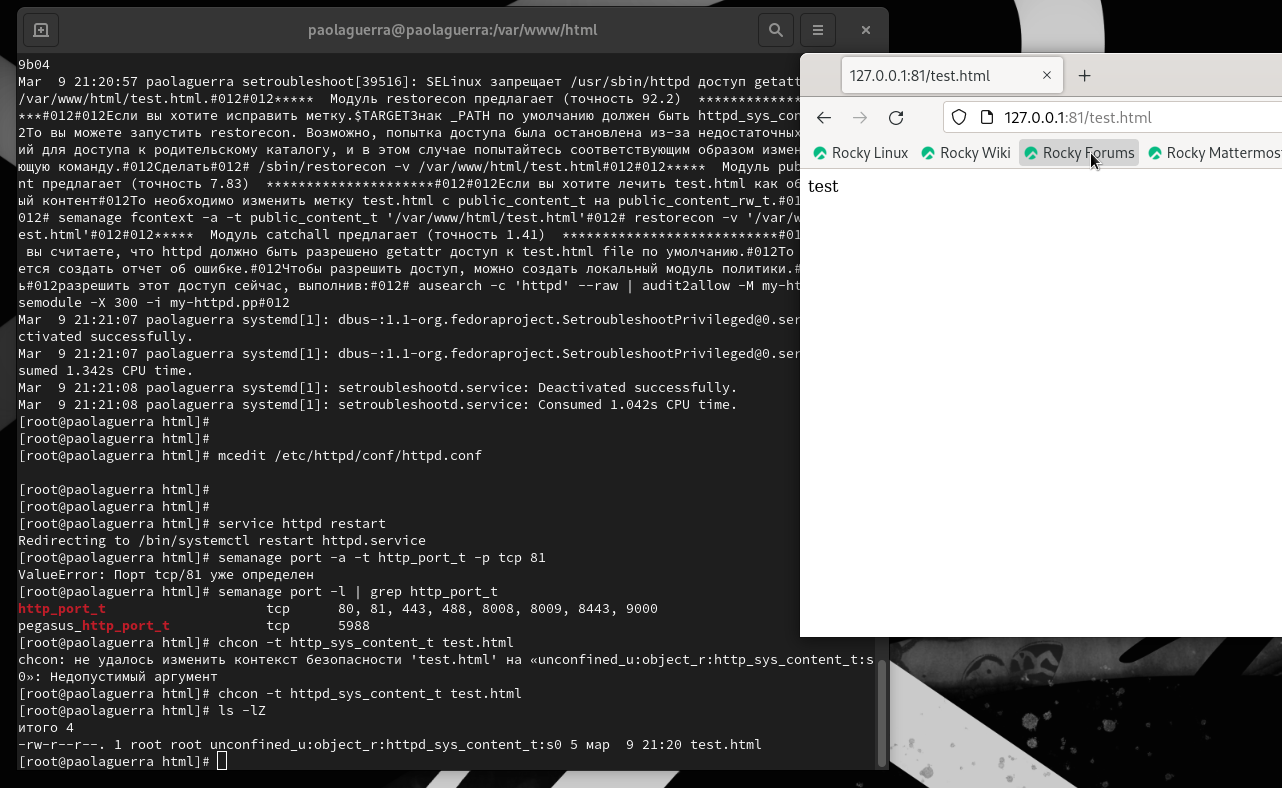 paolaguerra@paolaguerra:/var/www/html
9b04
Mar  9 21:20:57 paolaguerra setroubleshoot[39516]: SELinux запрещает /usr/sbin/httpd доступ getatt
/var/www/html/test.html.#012#012*****  Модуль restorecon предлагает (точность 92.2)  *************
***#012#012Если вы хотите исправить метку.$TARGETЗнак _PATH по умолчанию должен быть httpd_sys_con
2То вы можете запустить restorecon. Возможно, попытка доступа была остановлена из-за недостаточных
ий для доступа к родительскому каталогу, и в этом случае попытайтесь соответствующим образом измен
ющую команду.#012Сделать#012# /sbin/restorecon -v /var/www/html/test.html#012#012*****  Модуль pub
nt предлагает (точность 7.83)  ********************#012#012Если вы хотите лечить test.html как об
ый контент#012То необходимо изменить метку test.html с public_content_t на public_content_rw_t.#01
012# semanage fcontext -a -t public_content_t '/var/www/html/test.html'#012# restorecon -v '/var/w
est.html'#012#012*****  Модуль catchall предлагает (точность 1.41)  **************************#01
 вы считаете, что httpd должно быть разрешено getattr доступ к test.html file по умолчанию.#012То
ется создать отчет об ошибке.#012Чтобы разрешить доступ, можно создать локальный модуль политики.#
ь#012разрешить этот доступ сейчас, выполнив:#012# ausearch -c 'httpd' --raw | audit2allow -M my-ht
semodule -X 300 -i my-httpd.pp#012
Mar  9 21:21:07 paolaguerra systemd[1]: dbus-:1.1-org.fedoraproject.SetroubleshootPrivileged@0.ser
ctivated successfully.
Mar  9 21:21:07 paolaguerra systemd[1]: dbus-:1.1-org.fedoraproject.SetroubleshootPrivileged@0.ser
sumed 1.342s CPU time.
Mar  9 21:21:08 paolaguerra systemd[1]: setroubleshootd.service: Deactivated successfully.
Mar  9 21:21:08 paolaguerra systemd[1]: setroubleshootd.service: Consumed 1.042s CPU time.
[root@paolaguerra html]#
[root@paolaguerra html]#
[root@paolaguerra html]# mcedit /etc/httpd/conf/httpd.conf
[root@paolaguerra html]#
[root@paolaguerra html]#
[root@paolaguerra html]# service httpd restart
Redirecting to /bin/systemctl restart httpd.service
[root@paolaguerra html]# semanage port -a -t http_port_t -p tcp 81
ValueError: Порт tcp/81 уже определен
[root@paolaguerra html]# semanage port -l | grep http_port_t
http_port_t                    tcp      80, 81, 443, 488, 8008, 8009, 8443, 9000
pegasus_http_port_t            tcp      5988
[root@paolaguerra html]# chcon -t http_sys_content_t test.html
chcon: не удалось изменить контекст безопасности 'test.html' на «unconfined_u:object_r:http_sys_content_t:s
0»: Недопустимый аргумент
[root@paolaguerra html]# chcon -t httpd_sys_content_t test.html
[root@paolaguerra html]# ls -lZ
итого 4
-rw-r--r--. 1 root root unconfined_u:object_r:httpd_sys_content_t:s0 5 мар  9 21:20 test.html
[root@paolaguerra html]#
127.0.0.1:81/test.html
127.0.0.1:81/test.html
Rocky Linux Rocky Wiki Rocky Forums Rocky Mattermost
test